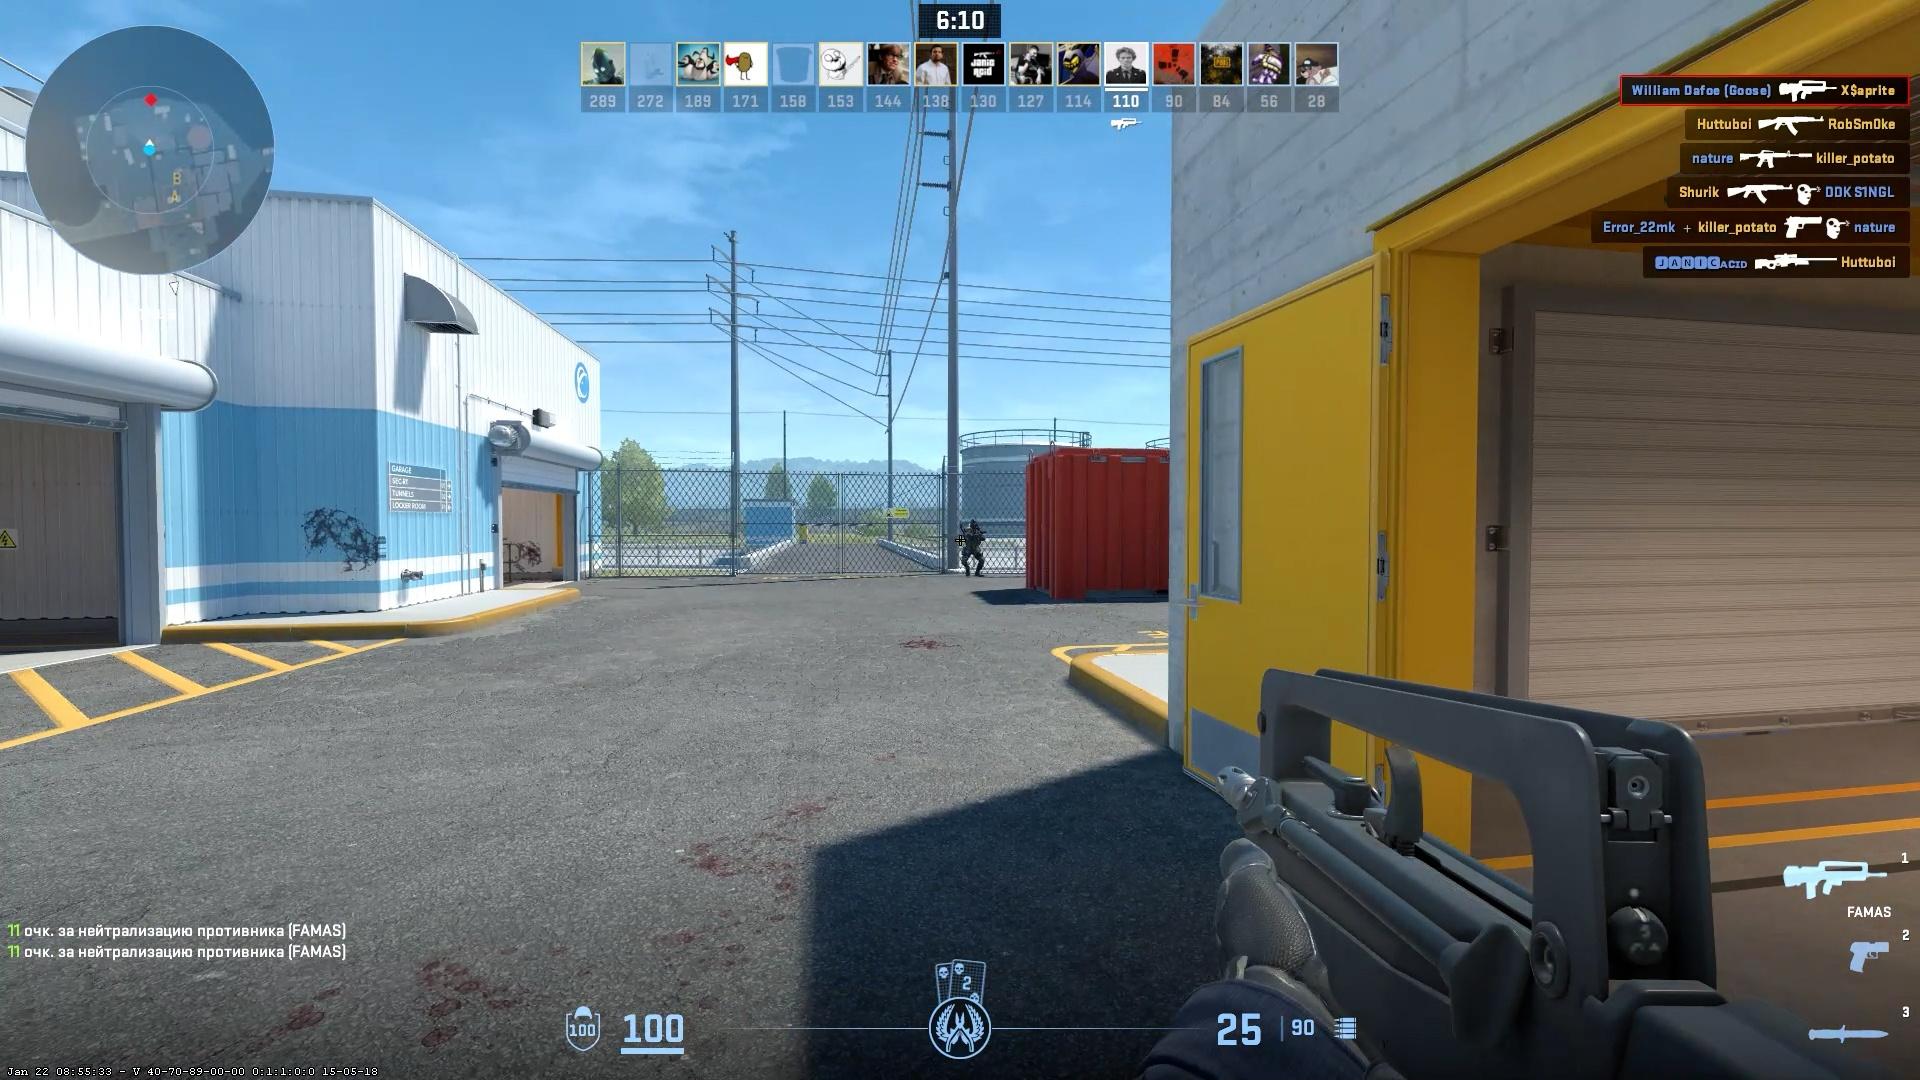 6:10
289 272 189 171 158 153 144 138 130 127 114 110 90 84 56 28
JANIC ACID
William Dafoe (Goose) X$aprite
Huttuboi RobSm0ke
nature killer_potato
Shurik DDK S1NGL
Error_22mk + killer_potato nature
JANICACID Huttuboi
B
A
GARAGE
SEC-RT
TUNNELS
LOCKER ROOM
1
FAMAS
2
3
11 очк. за нейтрализацию противника (FAMAS)
11 очк. за нейтрализацию противника (FAMAS)
2
100 100
25 90
Jan 22 08:55:33 - V 40-70-89-00-00 0:1:1:0:0 15-05-18